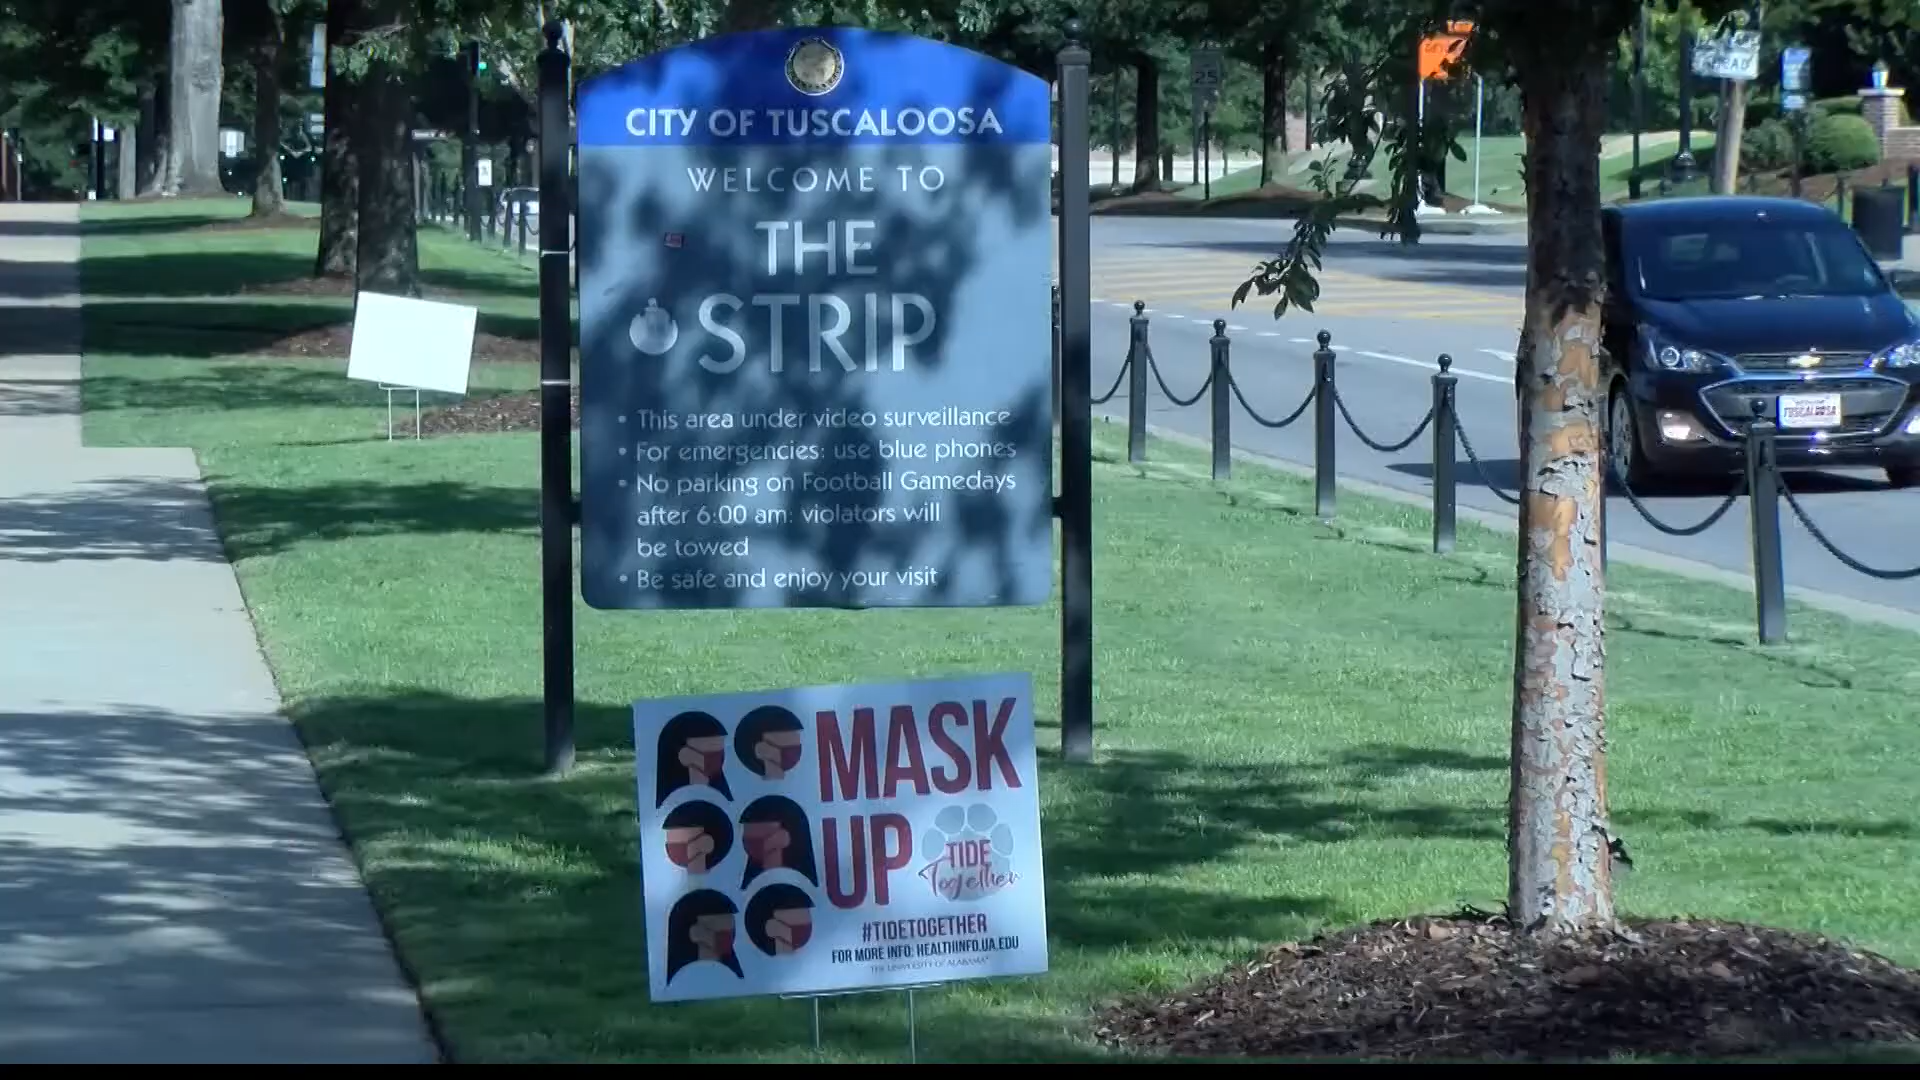 CITY OF TUSCALOOSA
WELCOME TO
THE
STRIP
• This area under video surveillance
• For emergencies: use blue phones
• No parking on Football Gamedays
after 6:00 am: violators will
be towed
• Be safe and enjoy your visit
MASK
UP
TIDE
Together
#TIDETOGETHER
FOR MORE INFO: HEALTHINFO.UA.EDU
THE UNIVERSITY OF ALABAMA
25
AHEAD
TUSCALOOSA